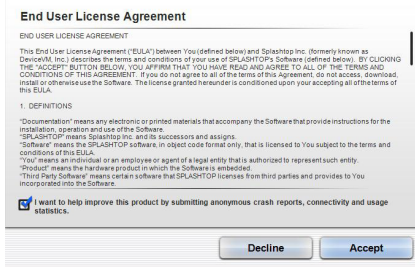 End User License Agreement
END USER LICENSE AGREEMENT
This End User License Agreement ("EULA") between You (defined below) and Splashtop Inc. (formerly known as
DeviceVM, Inc.) describes the terms and conditions of your use of SPLASHTOP's Software (defined below). BY CLICKING
THE "ACCEPT" BUTTON BELOW, YOU AFFIRM THAT YOU HAVE READ AND AGREE TO ALL OF THE TERMS AND
CONDITIONS OF THIS AGREEMENT. If you do not agree to all of the terms of this Agreement, do not access, download,
install or otherwise use the Software. The license granted hereunder is conditioned upon your accepting all of the terms of
this EULA.
1. DEFINITIONS
"Documentation" means any electronic or printed materials that accompany the Software that provide instructions for the
installation, operation and use of the Software.
"SPLASHTOP" means Splashtop Inc. and its successors and assigns.
"Software" means the SPLASHTOP software, in object code format only, that is licensed to You subject to the terms and
conditions of this EULA.
"You" means an individual or an employee or agent of a legal entity that is authorized to represent such entity.
"Product" means the hardware product in which the Software is embedded.
"Third Party Software" means certain software that SPLASHTOP licenses from third parties and provides to You
incorporated into the Software.
I want to help improve this product by submitting anonymous crash reports, connectivity and usage
statistics.
Decline Accept